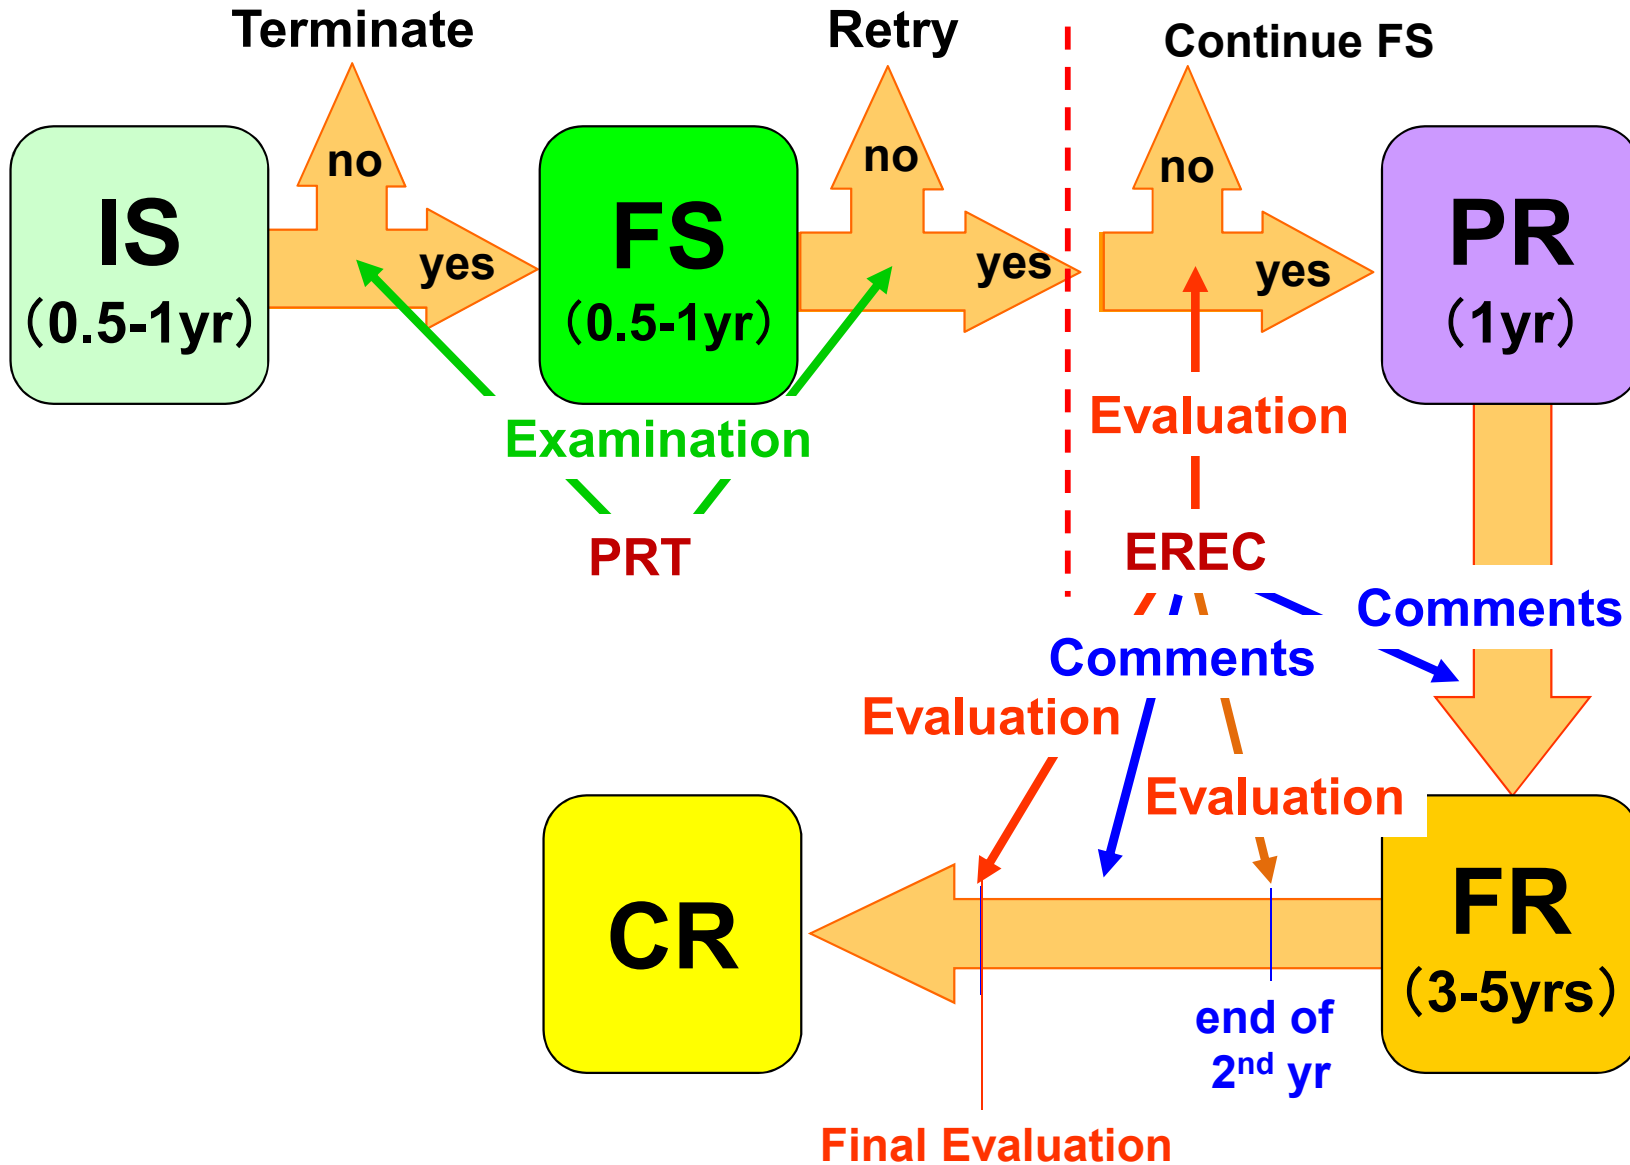 Terminate
Retry
Continue FS
no
no
no
IS
（0.5-1yr）
yes
FS
（0.5-1yr）
yes
yes
PR
（1yr）
Examination
Evaluation
PRT
EREC
Comments
Comments
Evaluation
Evaluation
CR
FR
（3-5yrs）
end of
2nd yr
Final Evaluation